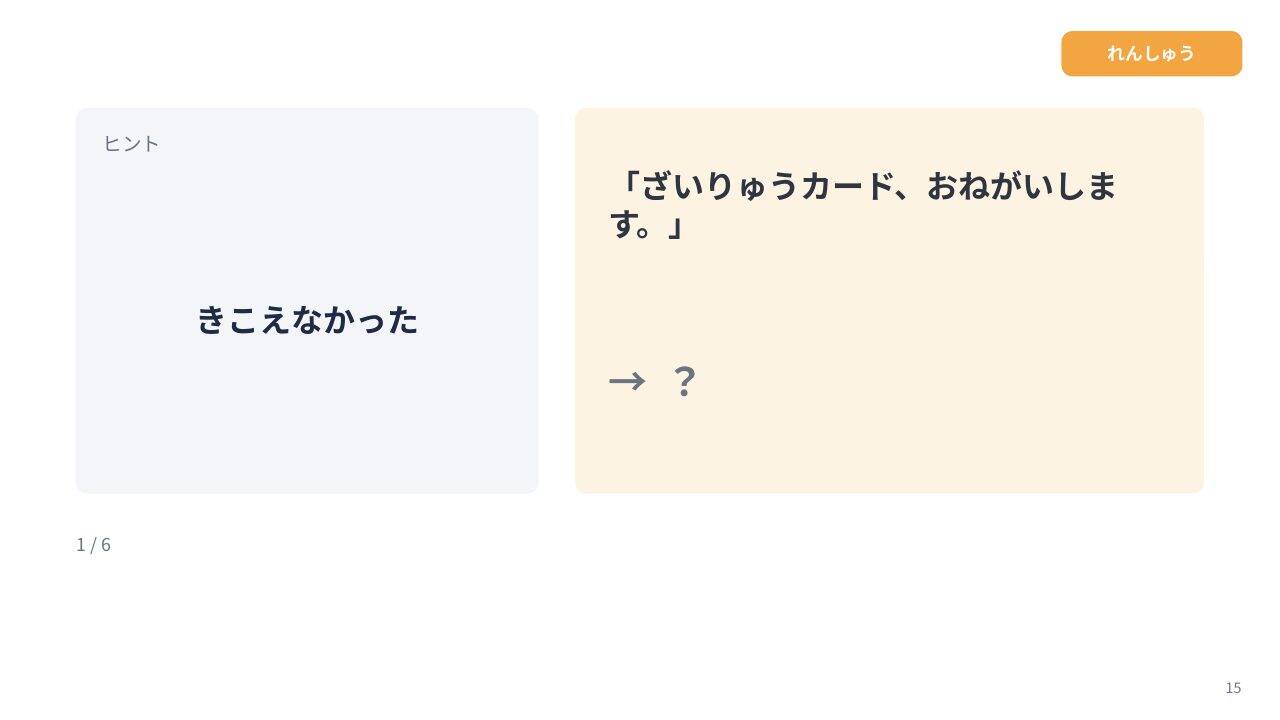 れんしゅう
ヒント
きこえなかった
「ざいりゅうカード、おねがいしま
す。」
→ ？
1 / 6
15